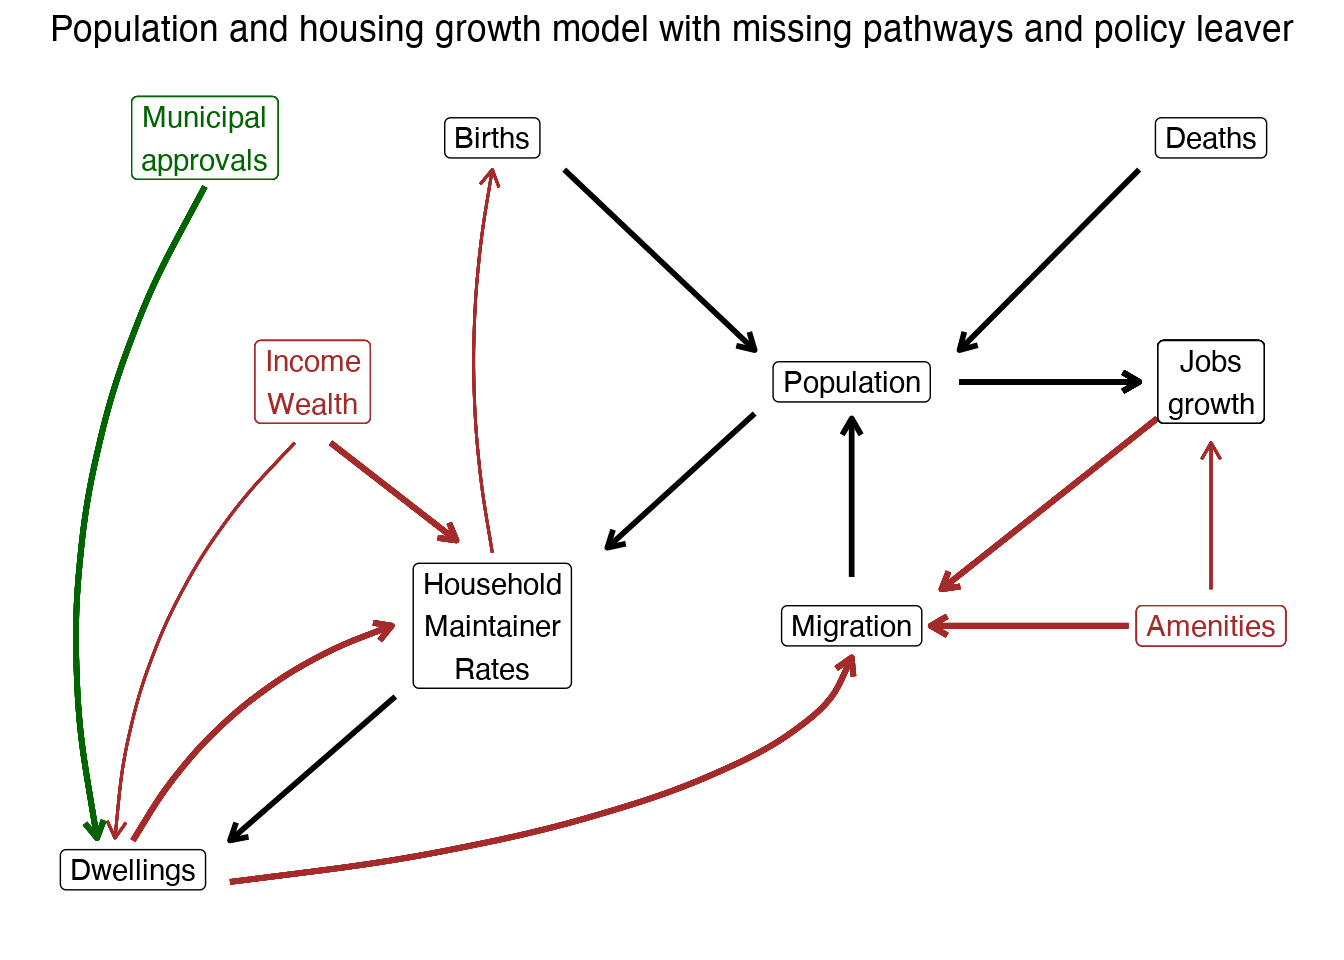 Population and housing growth model with missing pathways and policy leaver
Municipal
approvals
Births
Deaths
Income
Wealth
Population
Jobs
growth
Household
Maintainer
Rates
Migration
Amenities
Dwellings